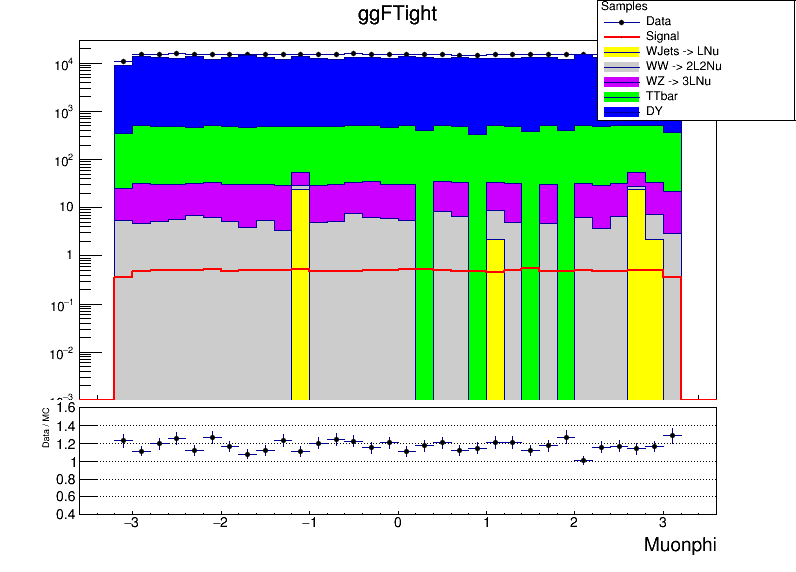 ggFTight
Samples
Data
Signal
WJets -> LNu
WW -> 2L2Nu
WZ -> 3LNu
TTbar
DY
10^4
10^3
10^2
10
1
10^−1
10^−2
1.6
1.4
1.2
1
0.8
0.6
0.4
Data / MC
−3 −2 −1 0 1 2 3
Muonphi